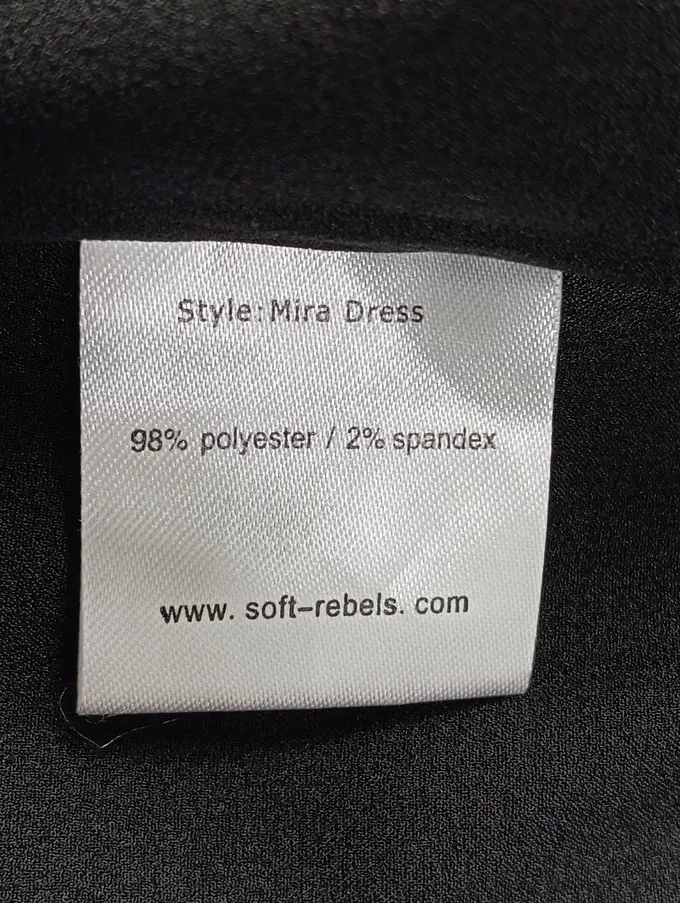 Style:Mira Dress
98% polyester / 2% spandex
www. soft-rebels. com